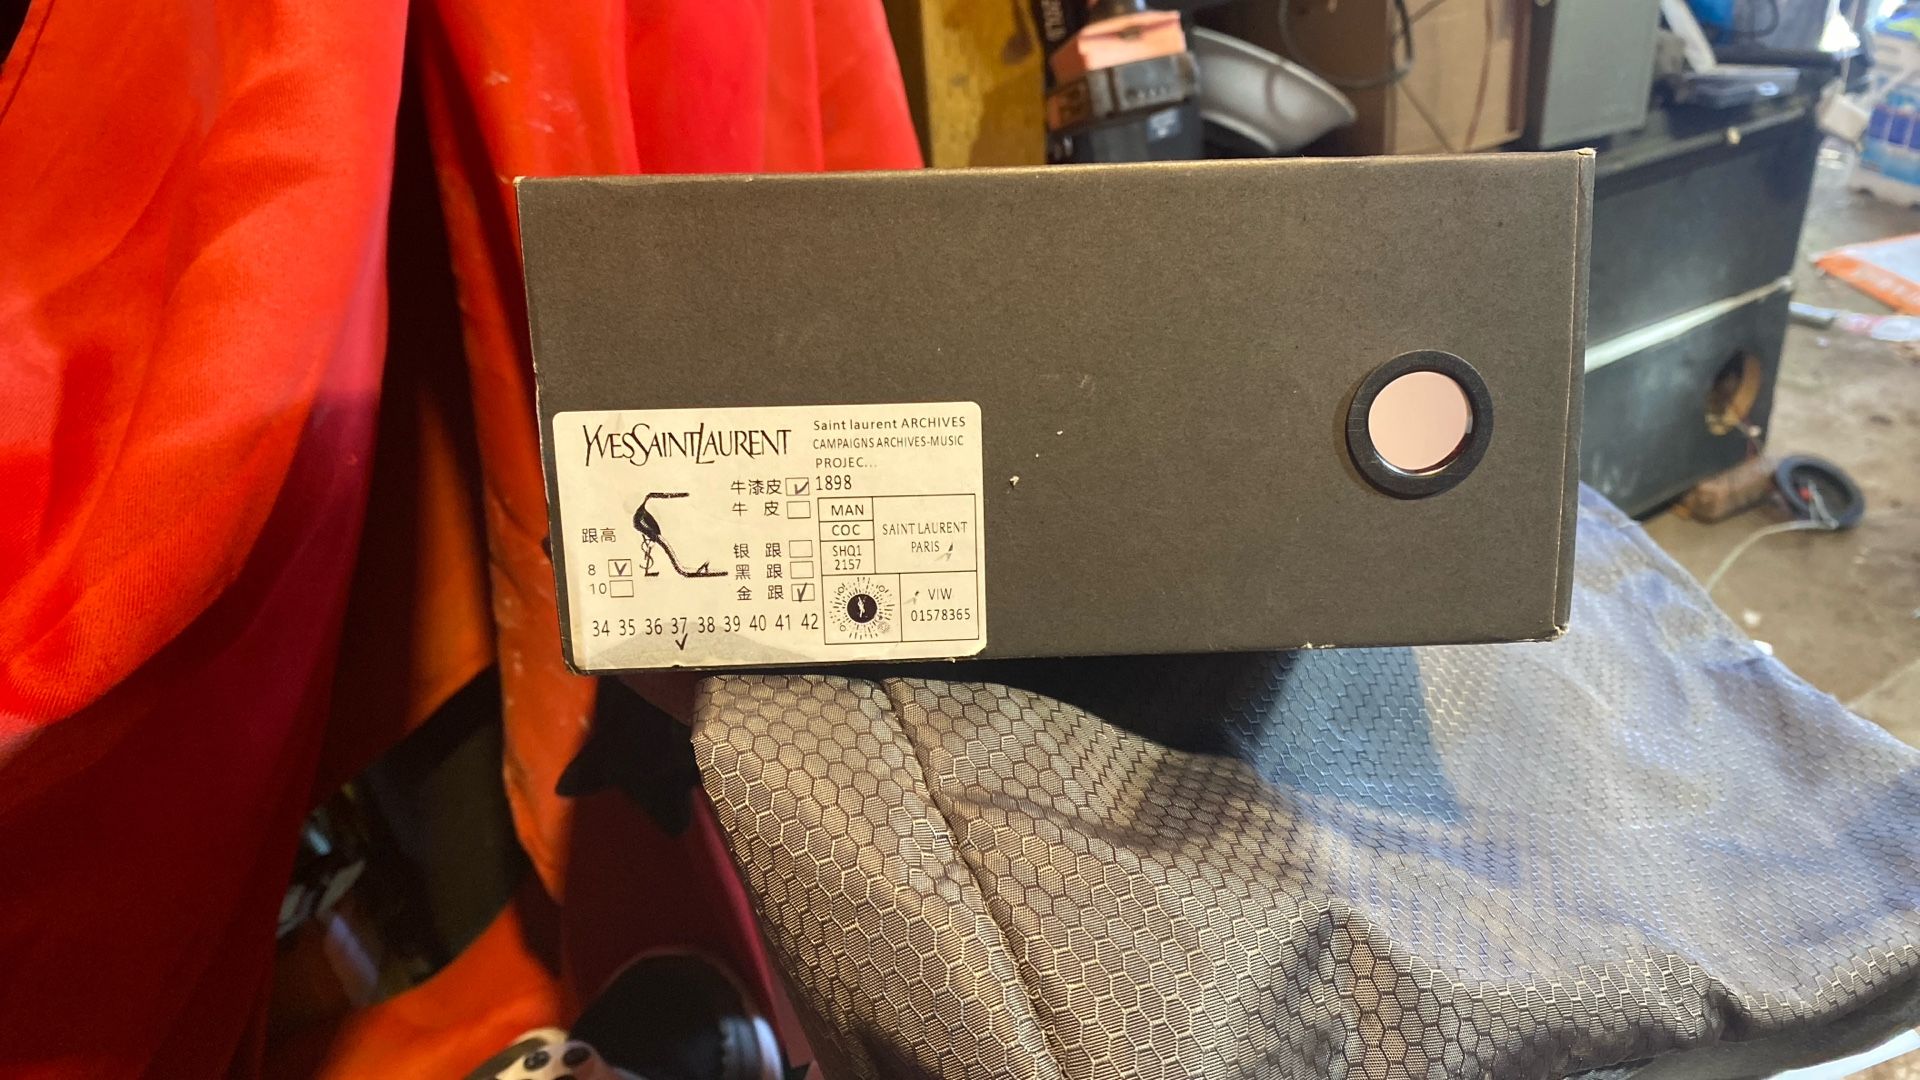 YVESSAINTLAURENT
Saint laurent ARCHIVES
CAMPAIGNS ARCHIVES-MUSIC
PROJEC...
牛漆皮 1898
牛 皮
跟高
8
10
银 跟
黑 跟
金 跟
34 35 36 37 38 39 40 41 42
MAN
COC
SHQ1
2157
SAINT LAURENT
PARIS
VIW
01578365